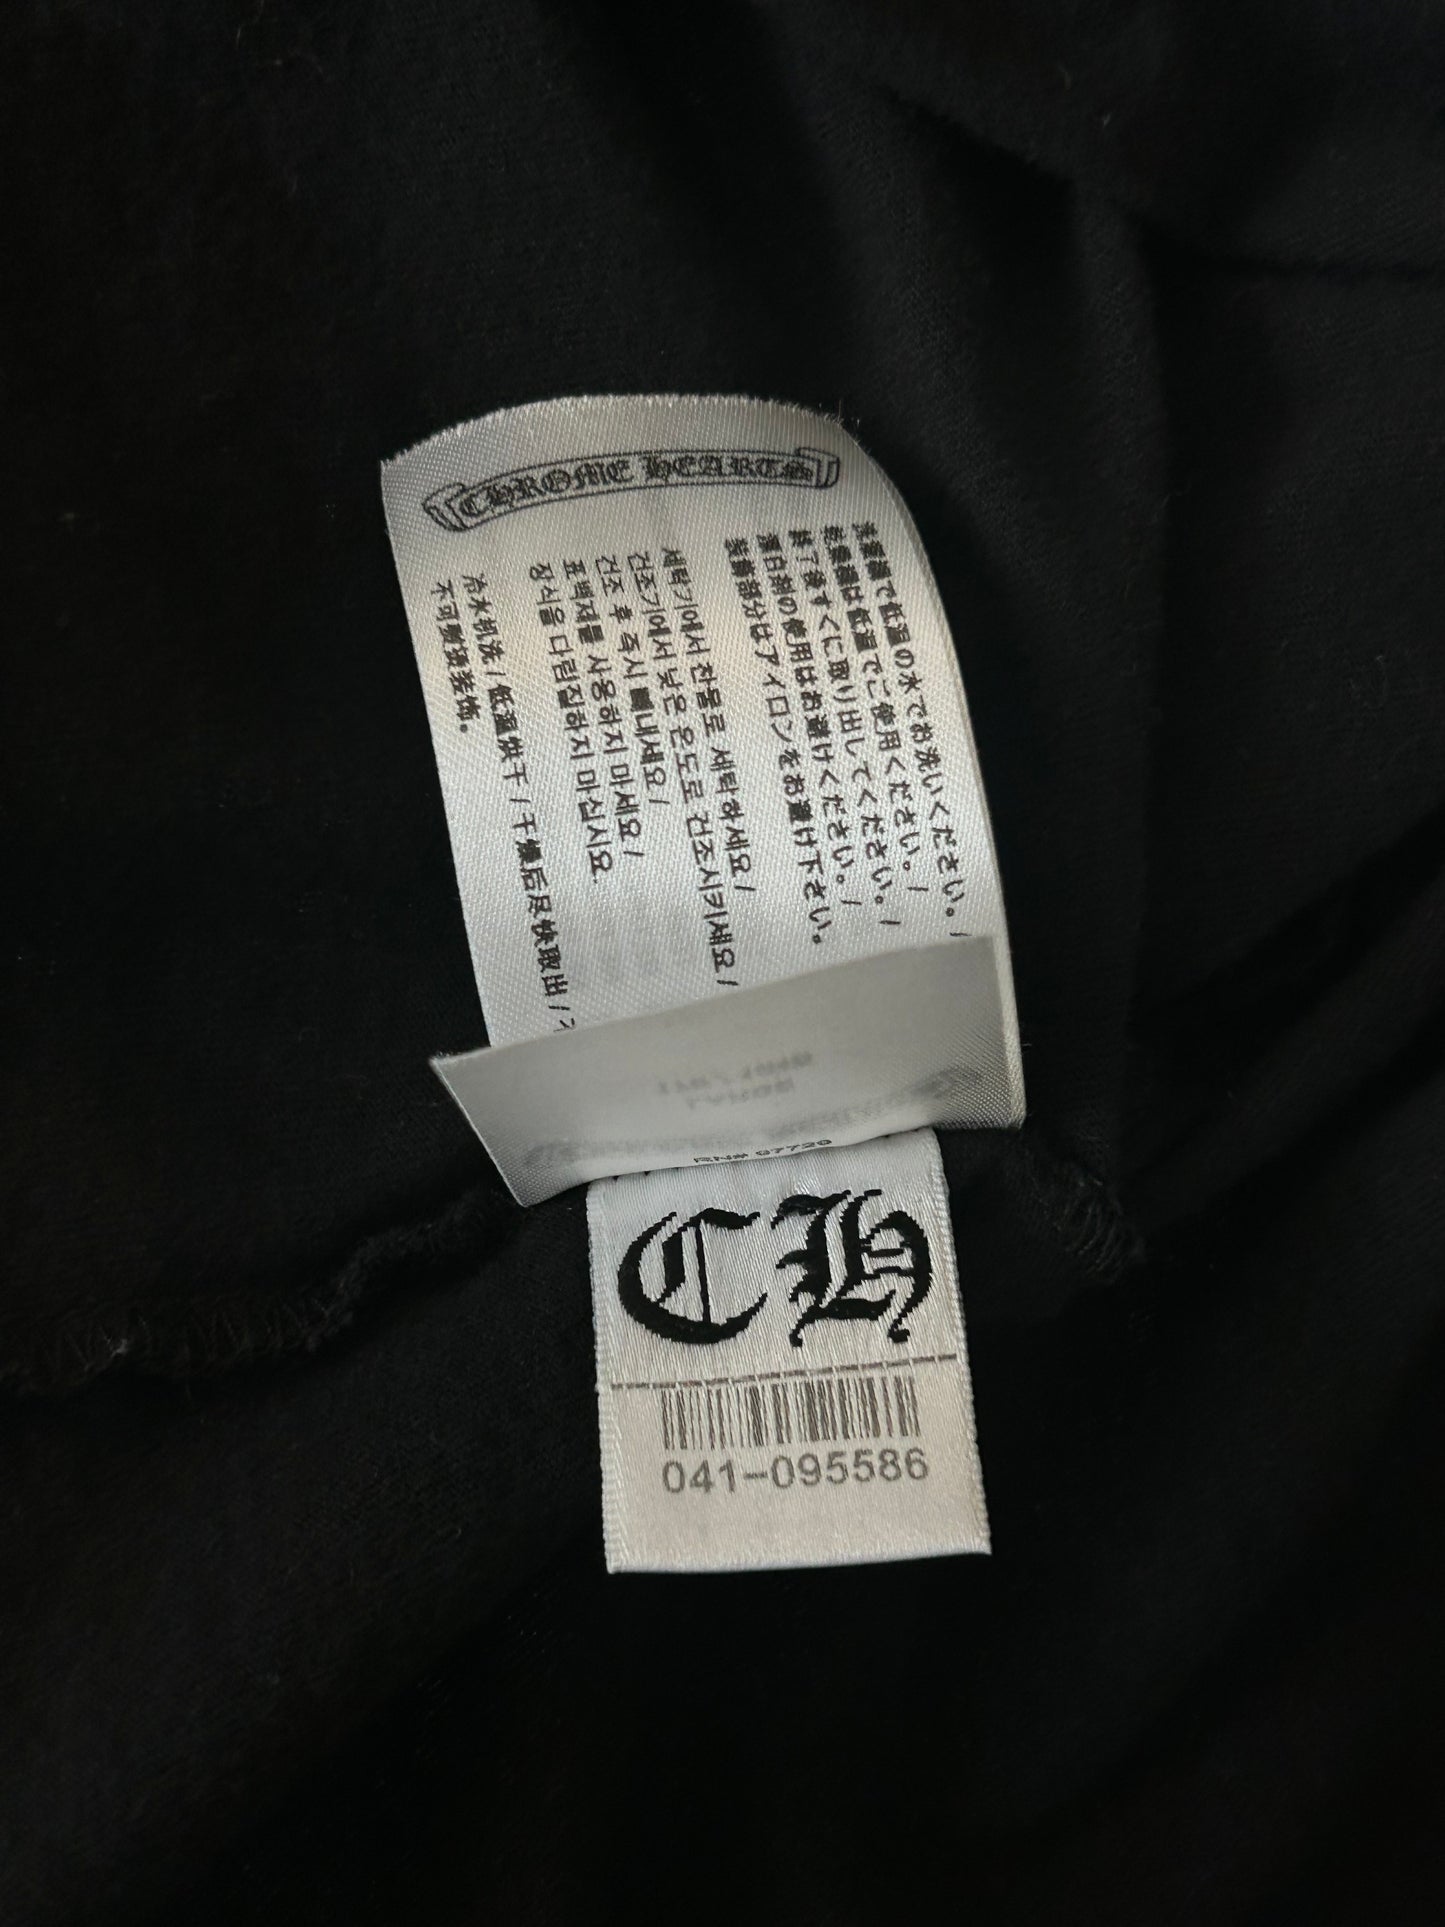 CHROME HEARTS
洗濯機で低温の水でお洗いください。/
乾燥機は低温でご使用ください。/
終了後すぐに取り出してください。/
漂白剤の使用はお避けください。/
装飾部分はアイロンをお避け下さい。
세탁기에서 찬물로 세탁하세요 /
건조기에서 낮은 온도로 건조시키세요 /
건조 후 즉시 빼내세요 /
표백제를 사용하지 마세요 /
장식을 다림질하지 마십시요.
冷水机洗 / 低温烘干 / 干燥后尽快取出 /
不可熨烫装饰。
RN# 07720
CH
041-095586